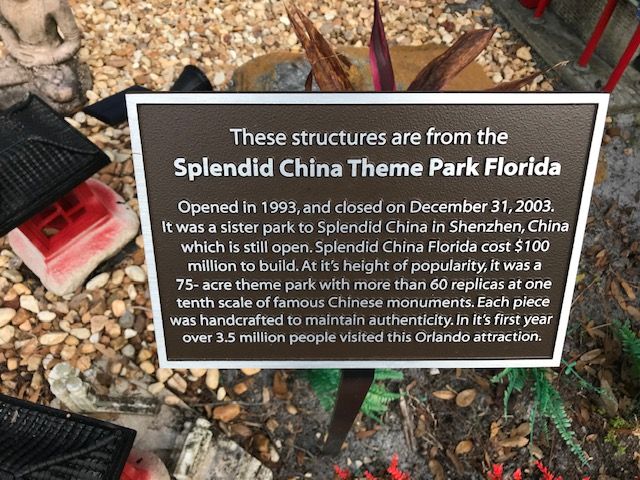 These structures are from the
Splendid China Theme Park Florida
Opened in 1993, and closed on December 31, 2003.
It was a sister park to Splendid China in Shenzhen, China
which is still open. Splendid China Florida cost $100
million to build. At it's height of popularity, it was a
75- acre theme park with more than 60 replicas at one
tenth scale of famous Chinese monuments. Each piece
was handcrafted to maintain authenticity. In it's first year
over 3.5 million people visited this Orlando attraction.